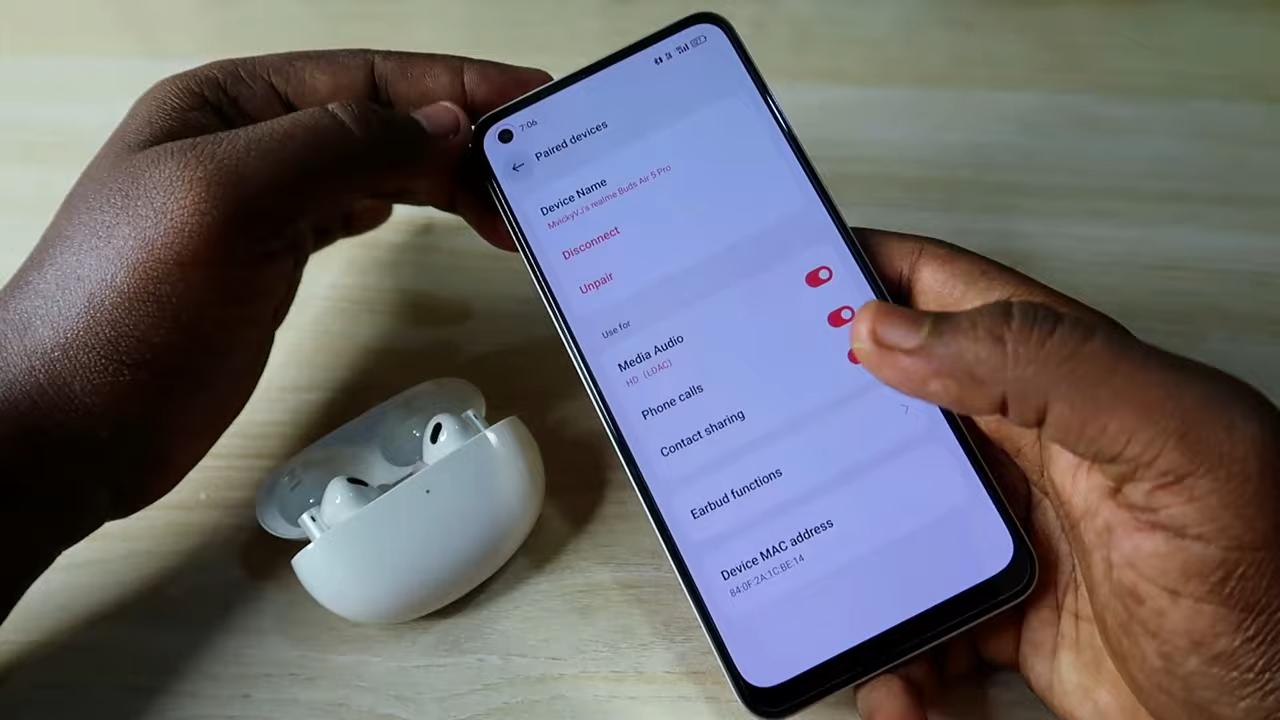 7:06
Paired devices
Device Name
MvickyVJ's realme Buds Air 5 Pro
Disconnect
Unpair
Use for
Media Audio
HD (LDAC)
Phone calls
Contact sharing
Earbud functions
Device MAC address
84:0F:2A:1C:BE:14